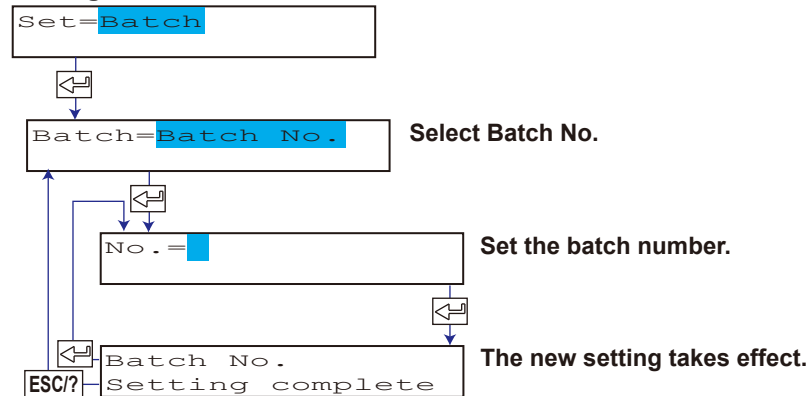 Set=Batch
Batch=Batch No.
Select Batch No.
No.=
Set the batch number.
Batch No.
Setting complete
The new setting takes effect.
ESC/?